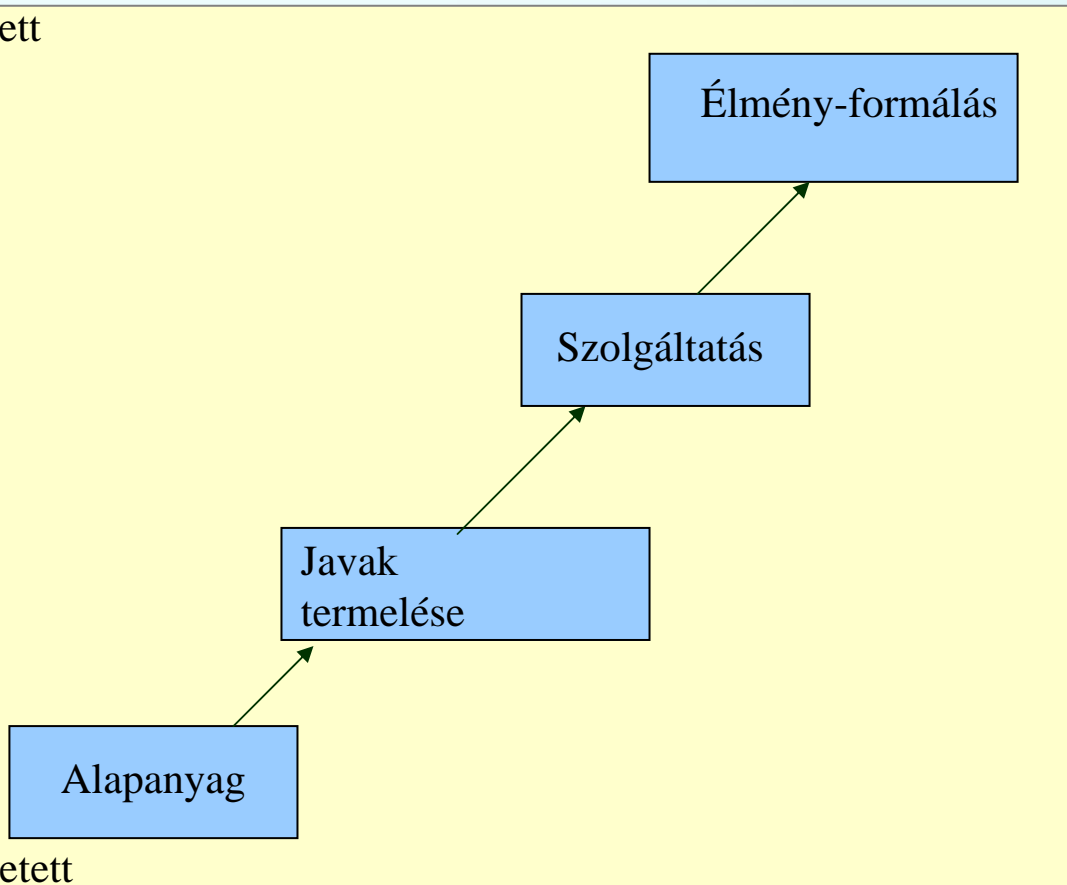 ett
Élmény-formálás
Szolgáltatás
Javak
termelése
Alapanyag
etett